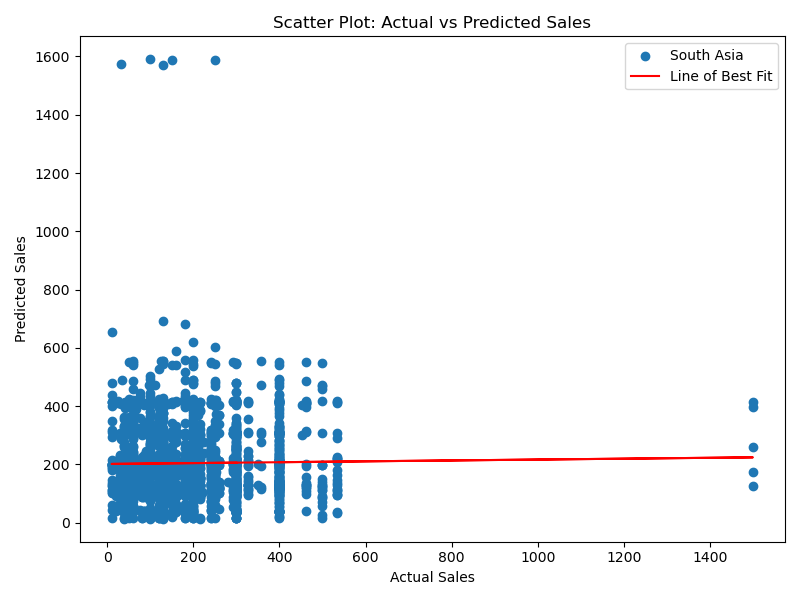 Scatter Plot: Actual vs Predicted Sales
South Asia
Line of Best Fit
Predicted Sales
1600
1400
1200
1000
800
600
400
200
0
0 200 400 600 800 1000 1200 1400
Actual Sales